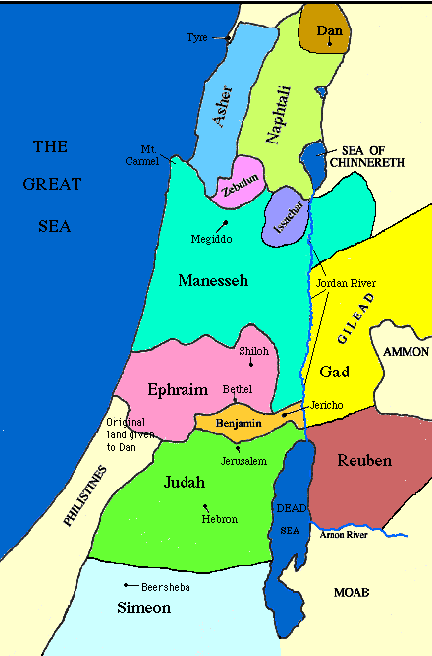 Dan
Tyre
Asher
Naphtali
THE
GREAT
SEA
Mt.
Carmel
SEA OF
CHINNERETH
Zebulun
Issachar
Megiddo
Manesseh
Jordan River
GILEAD
Shiloh
AMMON
Gad
Ephraim
Bethel
Jericho
Original
land given
to Dan
Benjamin
Jerusalem
Reuben
PHILISTINES
Judah
Hebron
DEAD
SEA
Arnon River
Beersheba
MOAB
Simeon